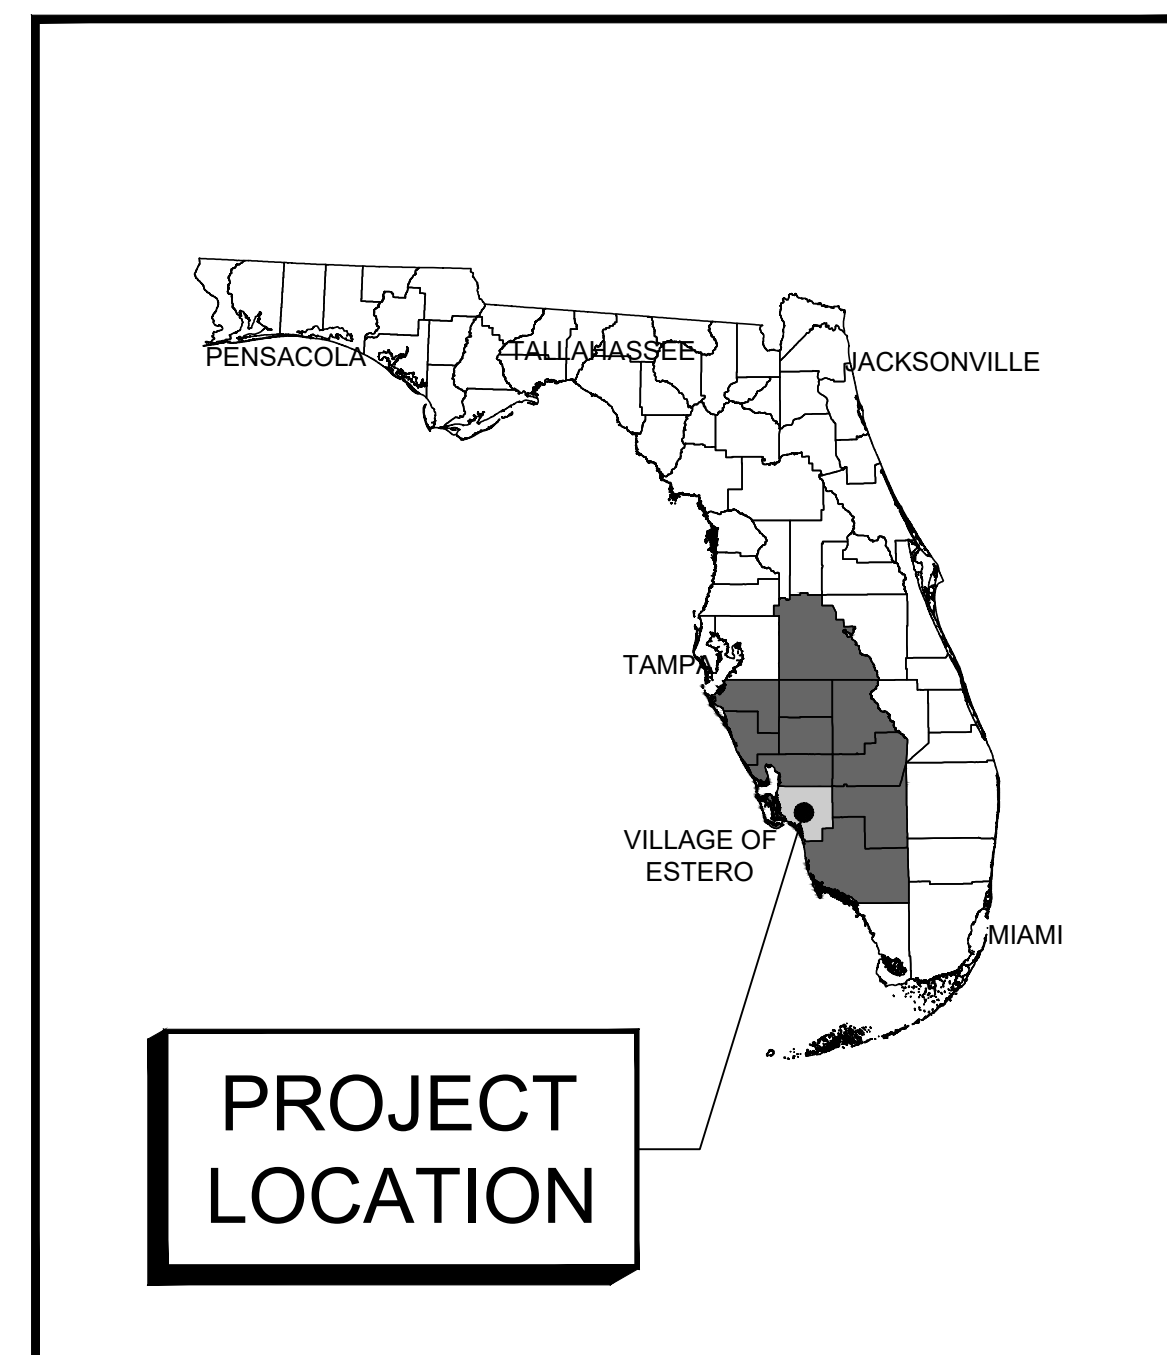 PENSACOLA
TALLAHASSEE
JACKSONVILLE
TAMPA
VILLAGE OF
ESTERO
MIAMI
PROJECT
LOCATION